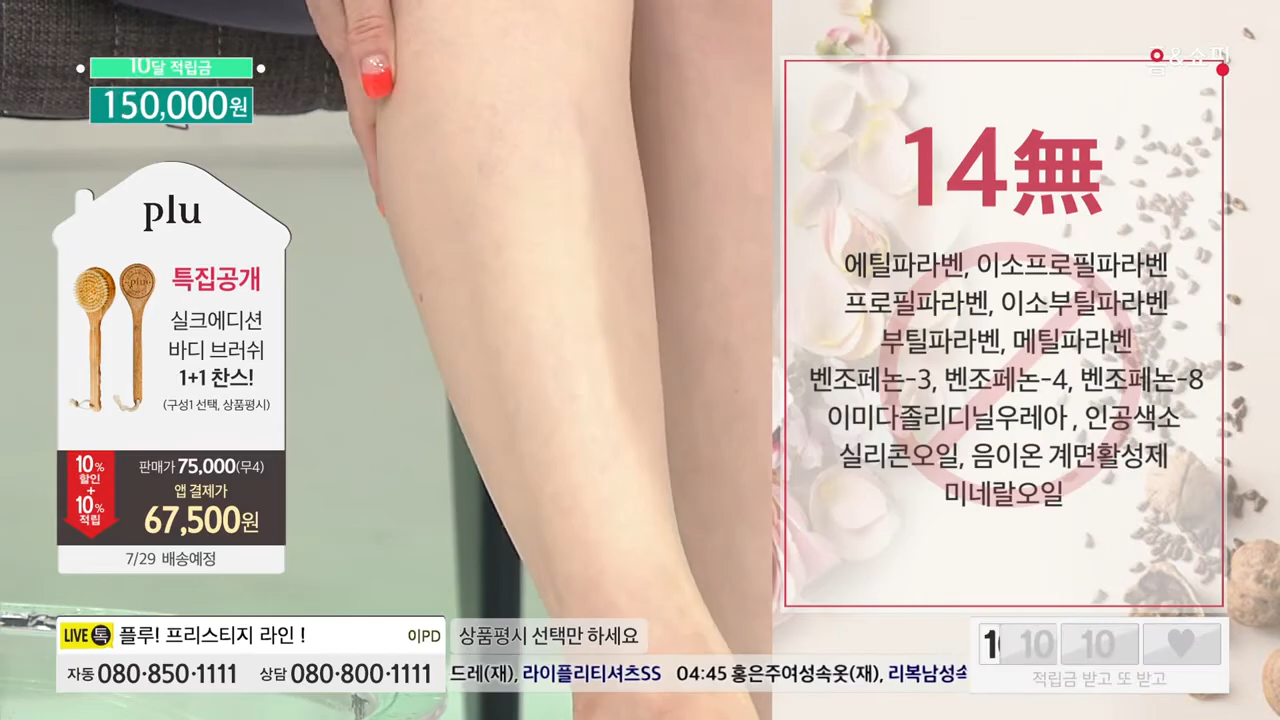 10달 적립금
150,000원
plu
특집공개
실크에디션
바디 브러쉬
1+1 찬스!
(구성1 선택, 상품평시)
10%
할인
+
10%
적립
판매가 75,000(무4)
앱 결제가
67,500원
7/29 배송예정
홈&쇼핑
14無
에틸파라벤, 이소프로필파라벤
프로필파라벤, 이소부틸파라벤
부틸파라벤, 메틸파라벤
벤조페논-3, 벤조페논-4, 벤조페논-8
이미다졸리디닐우레아 , 인공색소
실리콘오일, 음이온 계면활성제
미네랄오일
LIVE 톡 플루! 프리스티지 라인 ! 이PD
상품평시 선택만 하세요
자동 080·850·1111 상담 080·800·1111
드레(재), 라이플리티셔츠SS 04:45 홍은주여성속옷(재), 리복남성속
10 10
적립금 받고 또 받고